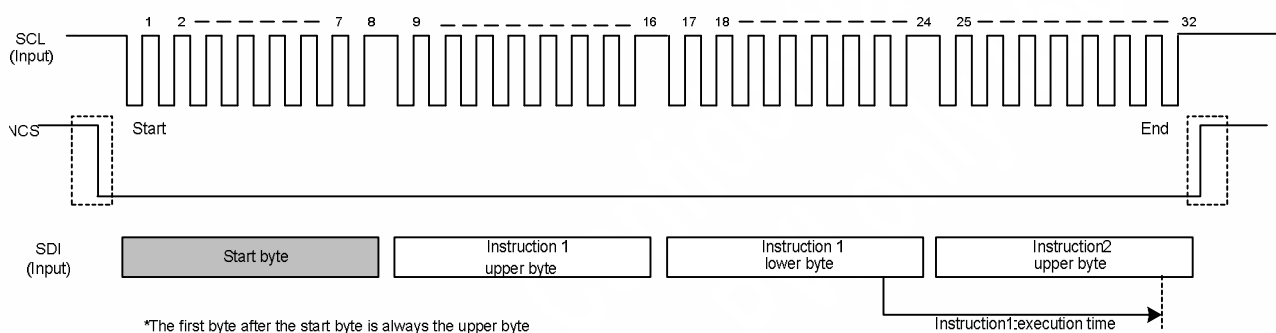 1 2 7 8 9 16 17 18 24 25 32
SCL
(Input)
NCS
Start
End
SDI
(Input)
Start byte
Instruction 1
upper byte
Instruction 1
lower byte
Instruction2
upper byte
*The first byte after the start byte is always the upper byte
Instruction1:execution time